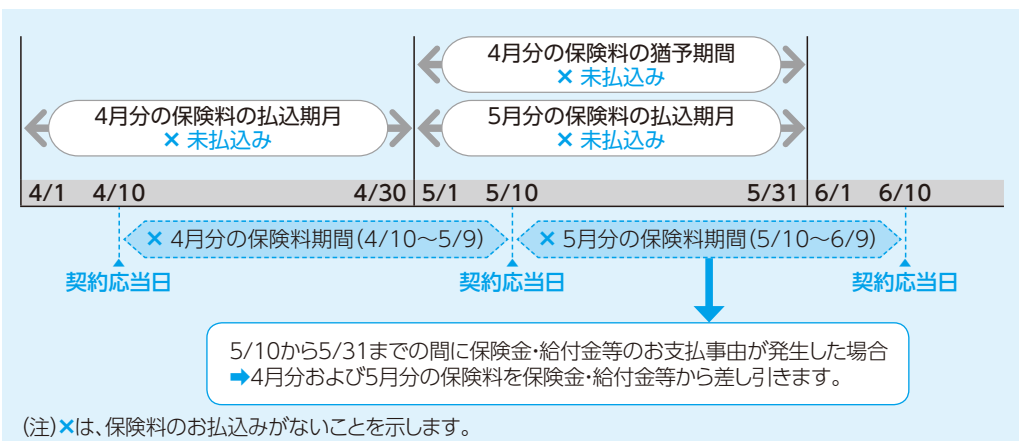 4月分の保険料の猶予期間
× 未払込み
4月分の保険料の払込期月
× 未払込み
5月分の保険料の払込期月
× 未払込み
4/1 4/10 4/30 5/1 5/10 5/31 6/1 6/10
× 4月分の保険料期間(4/10～5/9)
× 5月分の保険料期間(5/10～6/9)
契約応当日
契約応当日
契約応当日
5/10から5/31までの間に保険金・給付金等のお支払事由が発生した場合
➡4月分および5月分の保険料を保険金・給付金等から差し引きます。
(注)×は、保険料のお払込みがないことを示します。